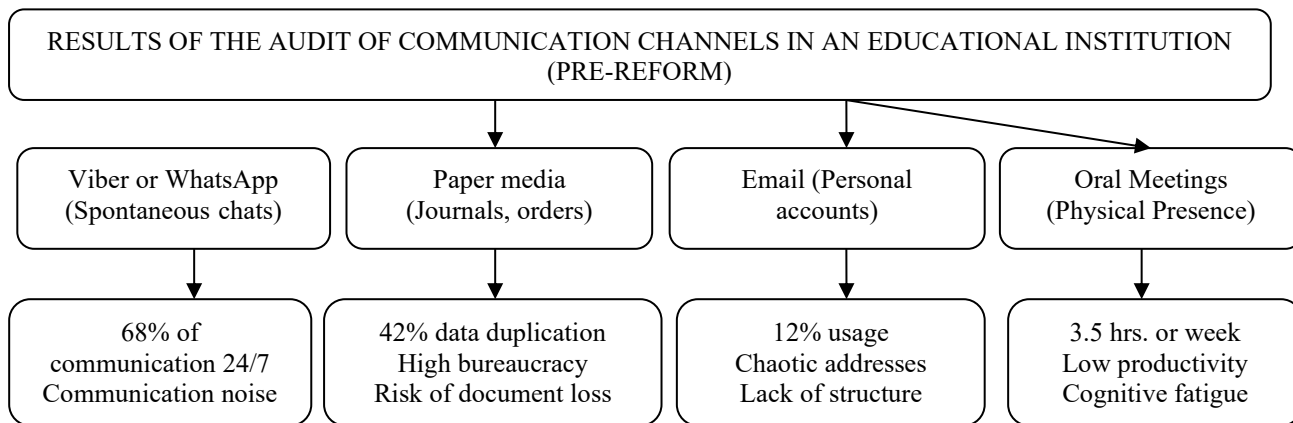 RESULTS OF THE AUDIT OF COMMUNICATION CHANNELS IN AN EDUCATIONAL INSTITUTION
(PRE-REFORM)
Viber or WhatsApp
(Spontaneous chats)
Paper media
(Journals, orders)
Email (Personal
accounts)
Oral Meetings
(Physical Presence)
68% of
communication 24/7
Communication noise
42% data duplication
High bureaucracy
Risk of document loss
12% usage
Chaotic addresses
Lack of structure
3.5 hrs. or week
Low productivity
Cognitive fatigue